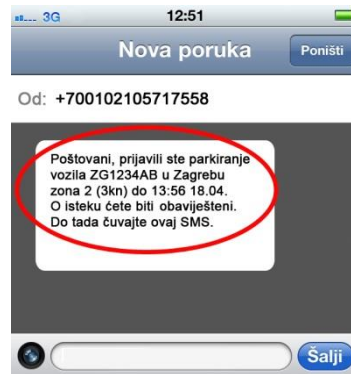 3G 12:51
Nova poruka Poništi
Od: +700102105717558
Poštovani, prijavili ste parkiranje
vozila ZG1234AB u Zagrebu
zona 2 (3kn) do 13:56 18.04.
O isteku ćete biti obaviješteni.
Do tada čuvajte ovaj SMS.
Šalji